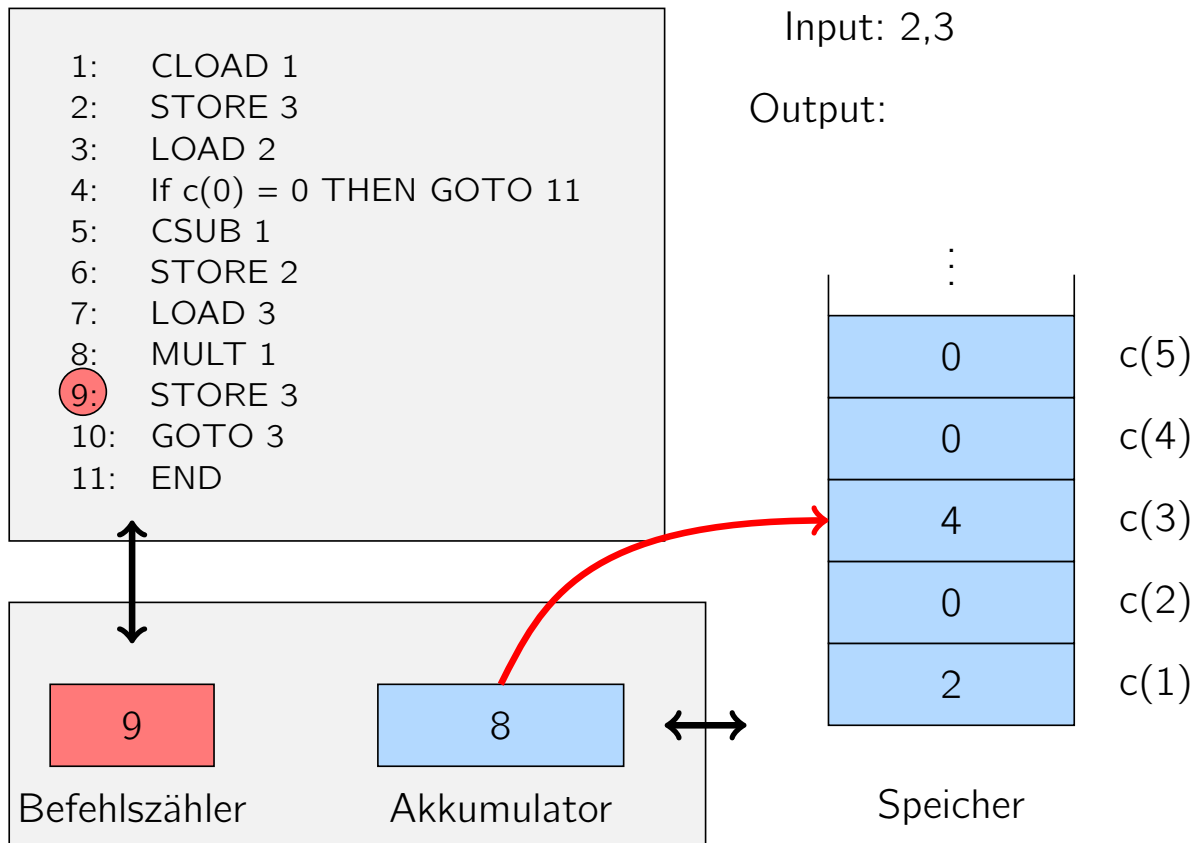 1: CLOAD 1
2: STORE 3
3: LOAD 2
4: If c(0) = 0 THEN GOTO 11
5: CSUB 1
6: STORE 2
7: LOAD 3
8: MULT 1
9: STORE 3
10: GOTO 3
11: END
Input: 2,3
Output:
⋮
0 c(5)
0 c(4)
4 c(3)
0 c(2)
2 c(1)
Speicher
9
Befehlszähler
8
Akkumulator